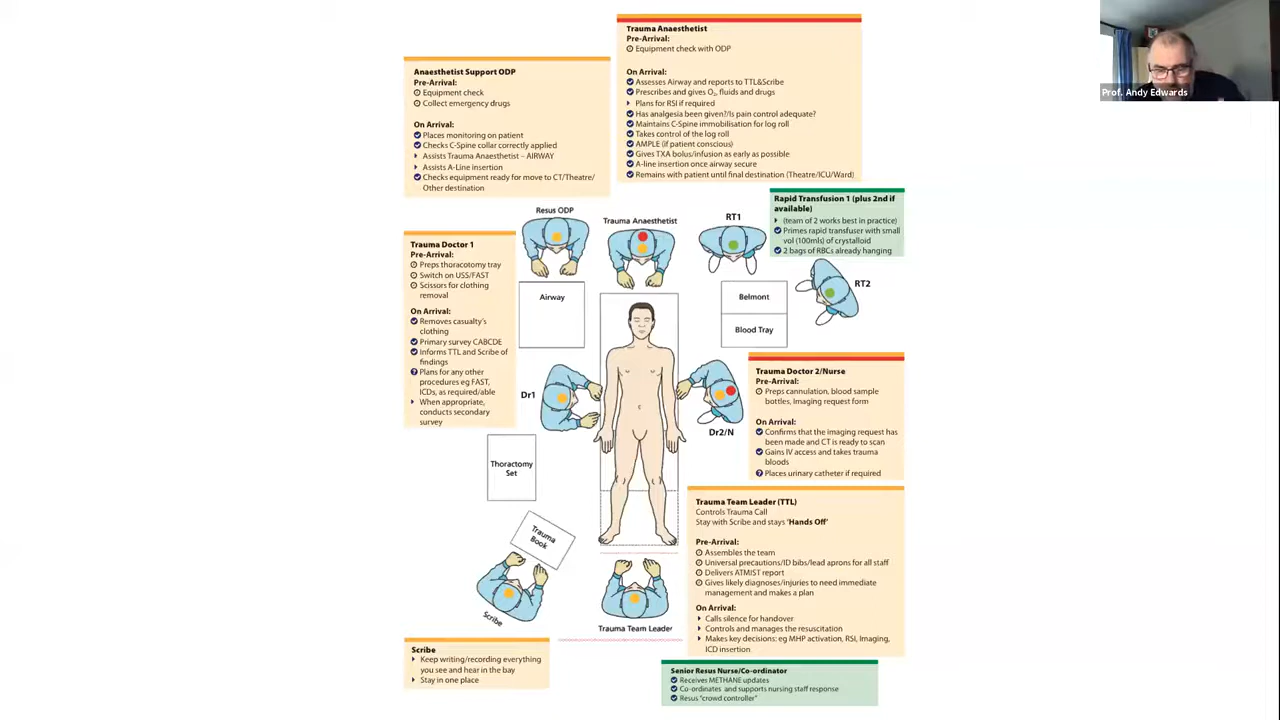 Trauma Anaesthetist
Pre-Arrival:
Equipment check with ODP
On Arrival:
Assesses Airway and reports to TTL&Scribe
Prescribes and gives O₂, fluids and drugs
Plans for RSI if required
Has analgesia been given?/Is pain control adequate?
Maintains C-Spine immobilisation for log roll
Takes control of the log roll
AMPLE (if patient conscious)
Gives TXA bolus/infusion as early as possible
A-line insertion once airway secure
Remains with patient until final destination (Theatre/ICU/Ward)
Prof. Andy Edwards
Anaesthetist Support ODP
Pre-Arrival:
Equipment check
Collect emergency drugs
On Arrival:
Places monitoring on patient
Checks C-Spine collar correctly applied
Assists Trauma Anaesthetist – AIRWAY
Assists A-Line insertion
Checks equipment ready for move to CT/Theatre/
Other destination
Rapid Transfusion 1 (plus 2nd if
available)
(team of 2 works best in practice)
Primes rapid transfuser with small
vol (100mls) of crystalloid
2 bags of RBCs already hanging
Resus ODP
Trauma Anaesthetist
RT1
RT2
Trauma Doctor 1
Pre-Arrival:
Preps thoracotomy tray
Switch on USS/FAST
Scissors for clothing
removal
On Arrival:
Removes casualty's
clothing
Primary survey CABCDE
Informs TTL and Scribe of
findings
Plans for any other
procedures eg FAST,
ICDs, as required/able
When appropriate,
conducts secondary
survey
Airway
Belmont
Blood Tray
Dr1
Dr2/N
Trauma Doctor 2/Nurse
Pre-Arrival:
Preps cannulation, blood sample
bottles, Imaging request form
On Arrival:
Confirms that the imaging request has
been made and CT is ready to scan
Gains IV access and takes trauma
bloods
Places urinary catheter if required
Thoractomy
Set
Trauma
Book
Scribe
Trauma Team Leader
Trauma Team Leader (TTL)
Controls Trauma Call
Stay with Scribe and stays 'Hands Off'
Pre-Arrival:
Assembles the team
Universal precautions/ID bibs/lead aprons for all staff
Delivers ATMIST report
Gives likely diagnoses/injuries to need immediate
management and makes a plan
On Arrival:
Calls silence for handover
Controls and manages the resuscitation
Makes key decisions: eg MHP activation, RSI, Imaging,
ICD insertion
Scribe
Keep writing/recording everything
you see and hear in the bay
Stay in one place
Senior Resus Nurse/Co-ordinator
Receives METHANE updates
Co-ordinates and supports nursing staff response
Resus "crowd controller"